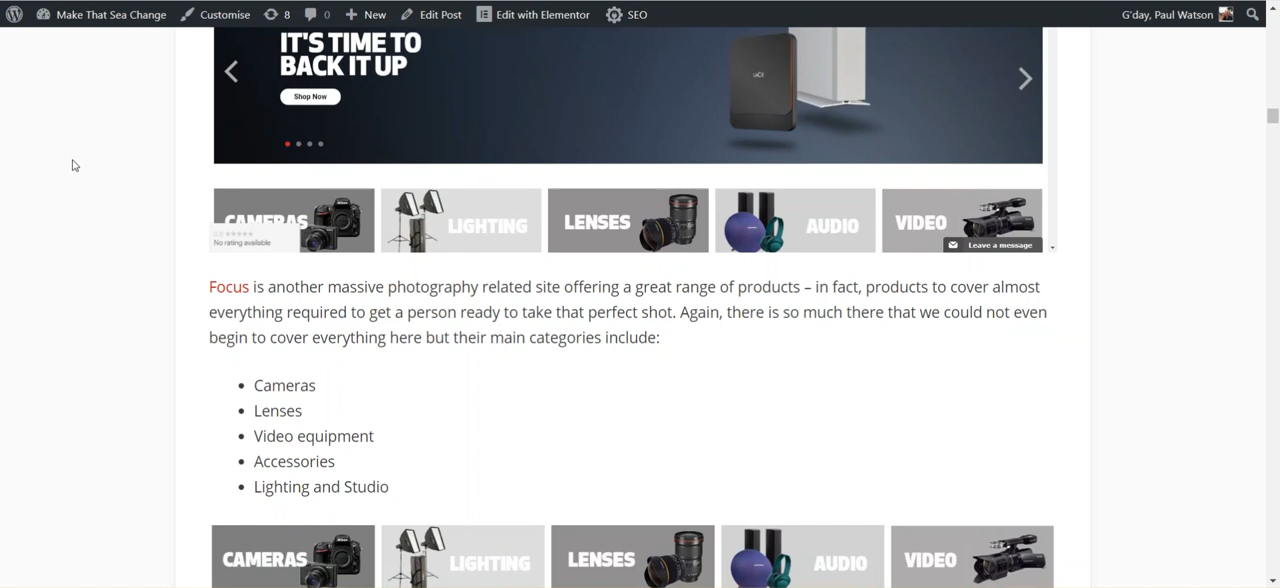 Make That Sea Change Customise 8 0 New Edit Post Edit with Elementor SEO G'day, Paul Watson
IT'S TIME TO
BACK IT UP
Shop Now
LaCie
CAMERAS LIGHTING LENSES AUDIO VIDEO
No rating available
Leave a message
Focus is another massive photography related site offering a great range of products – in fact, products to cover almost
everything required to get a person ready to take that perfect shot. Again, there is so much there that we could not even
begin to cover everything here but their main categories include:
• Cameras
• Lenses
• Video equipment
• Accessories
• Lighting and Studio
CAMERAS LIGHTING LENSES AUDIO VIDEO